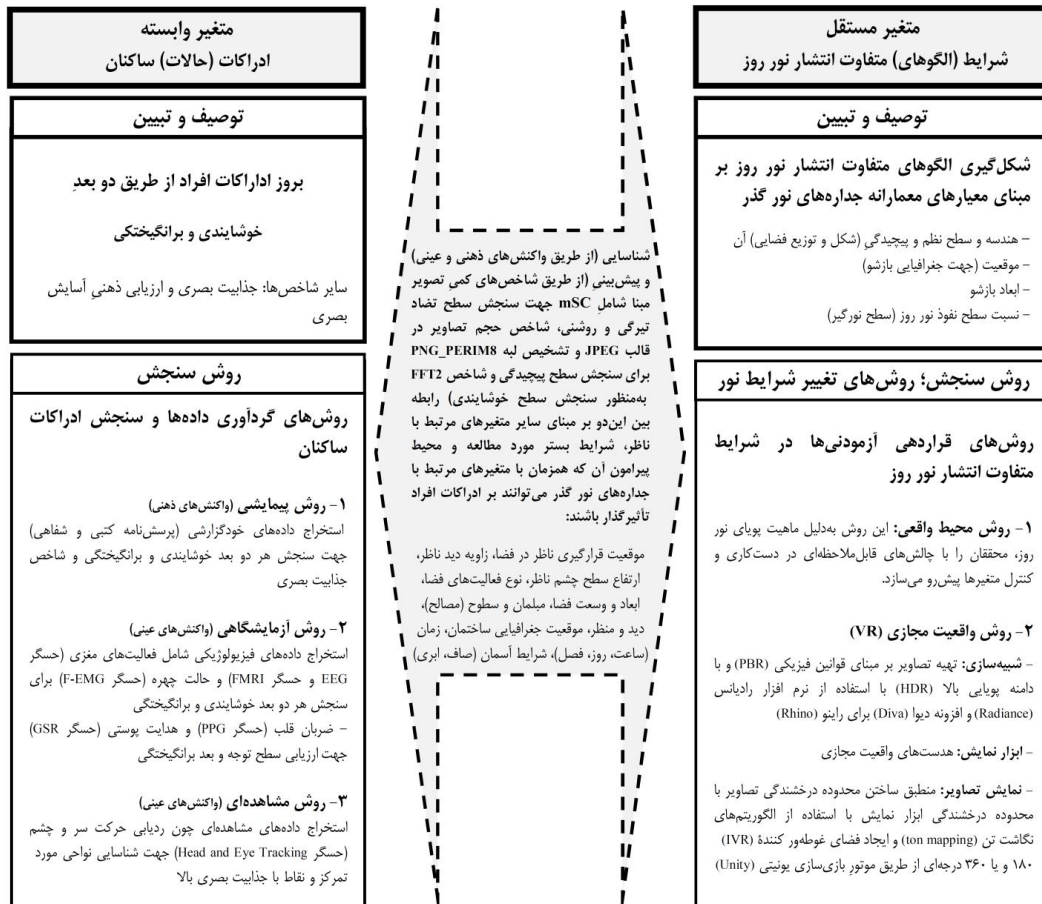 متغیر مستقل
شرایط (الگوهای) متفاوت انتشار نور روز
توصیف و تبیین
شکل‌گیری الگوهای متفاوت انتشار نور روز بر
مبنای معیارهای معمارانه جداره‌های نور گذر
- هندسه و سطح نظم و پیچیدگیِ (شکل و توزیع فضایی) آن
- موقعیت (جهت جغرافیایی بازشو)
- ابعاد بازشو
- نسبت سطح نفوذ نور روز (سطح نورگیر)
روش سنجش؛ روش‌های تغییر شرایط نور
روش‌های قراردهی آزمودنی‌ها در شرایط
متفاوت انتشار نور روز
۱- روش محیط واقعی: این روش به‌دلیل ماهیت پویای نور
روز، محققان را با چالش‌های قابل‌ملاحظه‌ای در دست‌کاری و
کنترل متغیرها پیش‌رو می‌سازد.
۲- روش واقعیت مجازی (VR)
- شبیه‌سازی: تهیه تصاویر بر مبنای قوانین فیزیکی (PBR) و با
دامنه پویایی بالا (HDR) با استفاده از نرم افزار رادیانس
(Radiance) و افزونه دیوا (Diva) برای راینو (Rhino)
- ابزار نمایش: هدست‌های واقعیت مجازی
- نمایش تصاویر: منطبق ساختن محدوده درخشندگی تصاویر با
محدوده درخشندگی ابزار نمایش با استفاده از الگوریتم‌های
نگاشت تن (ton mapping) و ایجاد فضای غوطه‌ور کنندهٔ (IVR)
۱۸۰ و یا ۳۶۰ درجه‌ای از طریق موتورِ بازی‌سازی یونیتی (Unity)
شناسایی (از طریق واکنش‌های ذهنی و عینی)
و پیش‌بینیِ (از طریق شاخص‌های کمیِ تصویر
مبنا شاملِ mSC جهت سنجش سطح تضاد
تیرگی و روشنی، شاخص حجم تصاویر در
قالب JPEG و تشخیص لبه PNG_PERIM8
برای سنجش سطح پیچیدگی و شاخص FFT2
به‌منظور سنجش سطح خوشایندی) رابطه
بین این‌دو بر مبنای سایر متغیرهای مرتبط با
ناظر، شرایط بستر مورد مطالعه و محیط
پیرامون آن که همزمان با متغیرهای مرتبط با
جداره‌های نور گذر می‌توانند بر ادراکات افراد
تأثیرگذار باشند:
موقعیت قرارگیری ناظر در فضا، زاویه دید ناظر،
ارتفاع سطح چشم ناظر، نوع فعالیت‌های فضا،
ابعاد و وسعت فضا، مبلمان و سطوح (مصالح)،
دید و منظر، موقعیت جغرافیایی ساختمان، زمان
(ساعت، روز، فصل)، شرایط آسمان (صاف، ابری)
متغیر وابسته
ادراکات (حالات) ساکنان
توصیف و تبیین
بروز اداراکات افراد از طریق دو بعدِ
خوشایندی و برانگیختکی
سایر شاخص‌ها: جذابیت بصری و ارزیابی ذهنیِ آسایش
بصری
روش سنجش
روش‌های گردآوری داده‌ها و سنجش ادراکات
ساکنان
۱- روش پیمایشی (واکنش‌های ذهنی)
استخراج داده‌های خودگزارشی (پرسش‌نامه کتبی و شفاهی)
جهت سنجش هر دو بعد خوشایندی و برانگیختگی و شاخص
جذابیت بصری
۲- روش آزمایشگاهی (واکنش‌های عینی)
استخراج داده‌های فیزیولوژیکی شامل فعالیت‌های مغزی (حسگر
EEG و حسگر FMRI) و حالت چهره (حسگر F-EMG) برای
سنجش هر دو بعد خوشایندی و برانگیختگی
- ضربان قلب (حسگر PPG) و هدایت پوستی (حسگر GSR)
جهت ارزیابی سطح توجه و بعد برانگیختگی
۳- روش مشاهده‌ای (واکنش‌های عینی)
استخراج داده‌های مشاهده‌ای چون ردیابی حرکت سر و چشم
(حسگر Head and Eye Tracking) جهت شناسایی نواحی مورد
تمرکز و نقاط با جذابیت بصری بالا